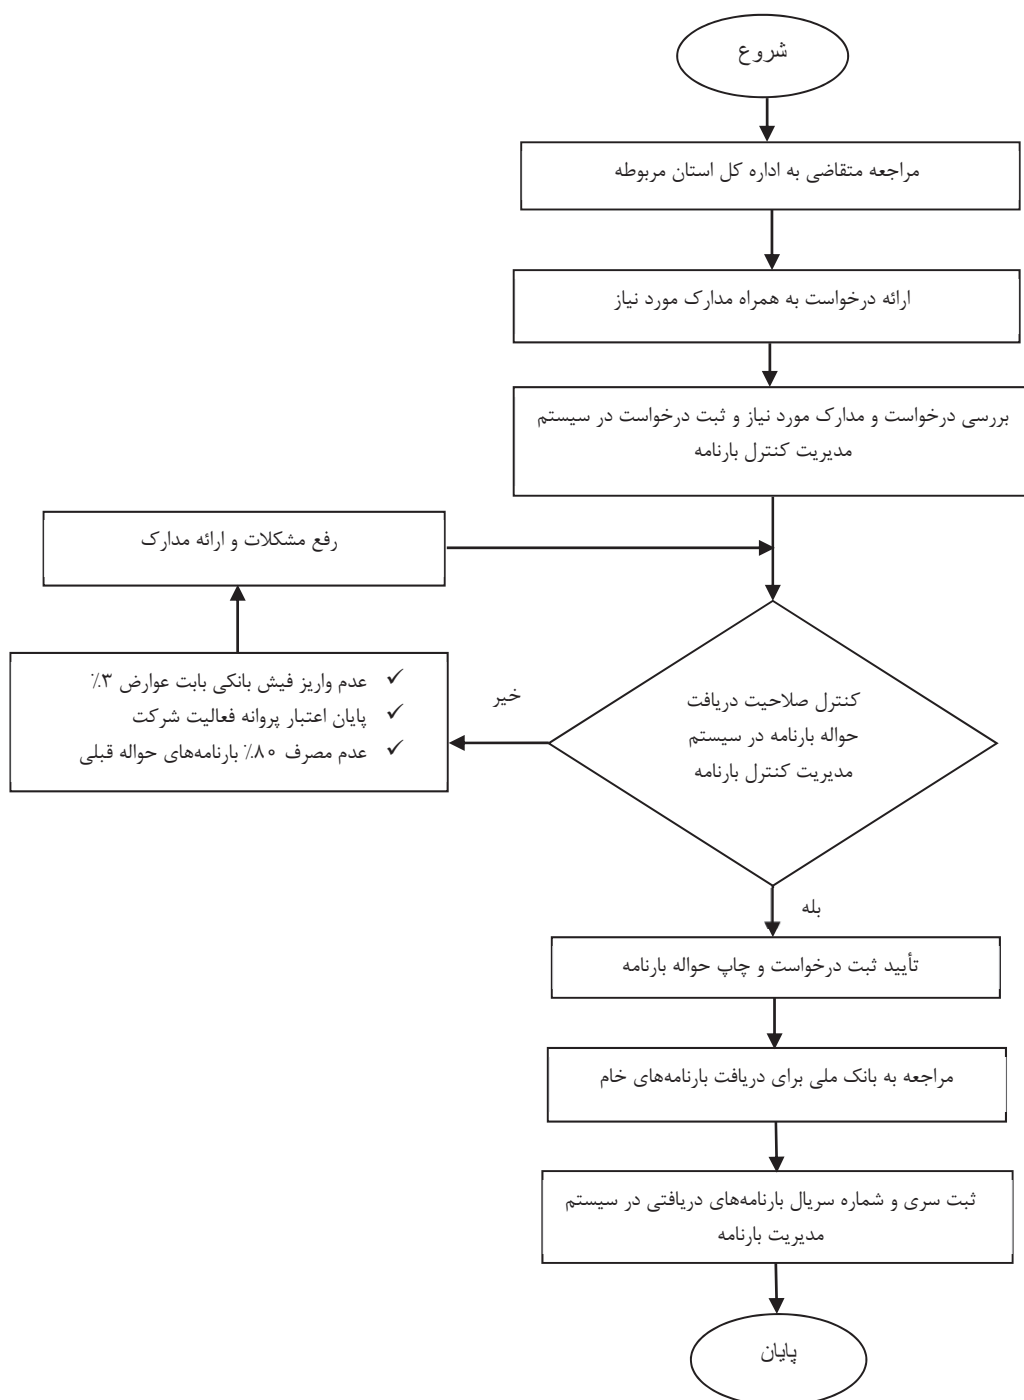 شروع
مراجعه متقاضی به اداره کل استان مربوطه
ارائه درخواست به همراه مدارک مورد نیاز
بررسی درخواست و مدارک مورد نیاز و ثبت درخواست در سیستم
مدیریت کنترل بارنامه
رفع مشکلات و ارائه مدارک
✓ عدم واریز فیش بانکی بابت عوارض ۳٪
✓ پایان اعتبار پروانه فعالیت شرکت
✓ عدم مصرف ۸۰٪ بارنامه‌های حواله قبلی
خیر
کنترل صلاحیت دریافت
حواله بارنامه در سیستم
مدیریت کنترل بارنامه
بله
تأیید ثبت درخواست و چاپ حواله بارنامه
مراجعه به بانک ملی برای دریافت بارنامه‌های خام
ثبت سری و شماره سریال بارنامه‌های دریافتی در سیستم
مدیریت بارنامه
پایان